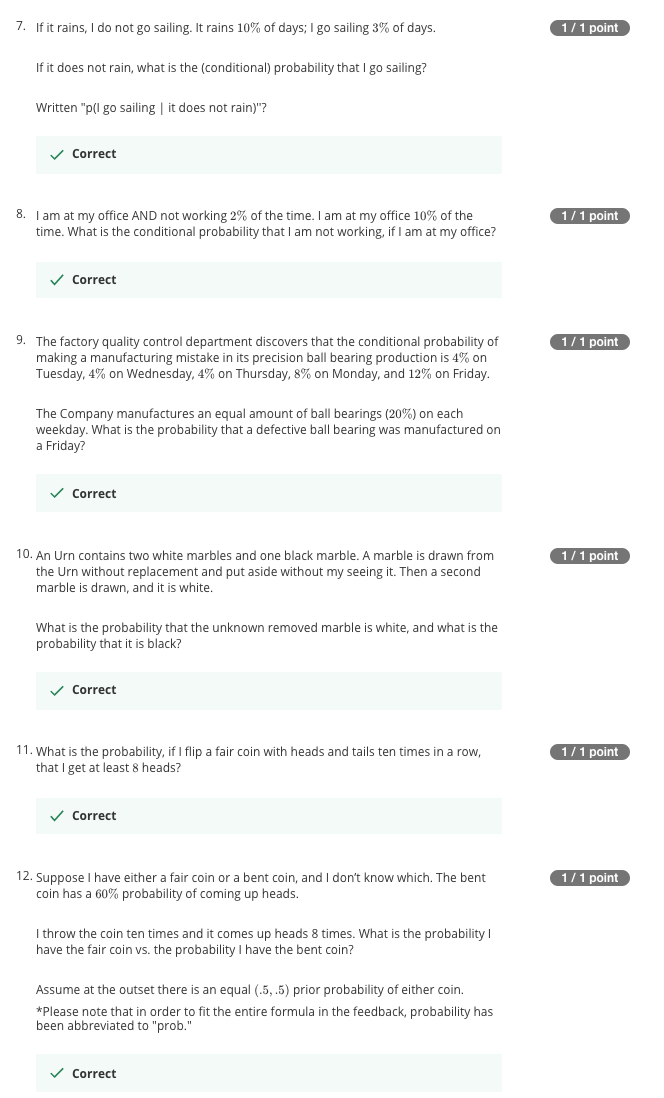 7. If it rains, I do not go sailing. It rains 10% of days; I go sailing 3% of days.
1 / 1 point
If it does not rain, what is the (conditional) probability that I go sailing?
Written "p(I go sailing | it does not rain)"?
Correct
8. I am at my office AND not working 2% of the time. I am at my office 10% of the
1 / 1 point
time. What is the conditional probability that I am not working, if I am at my office?
Correct
9. The factory quality control department discovers that the conditional probability of
1 / 1 point
making a manufacturing mistake in its precision ball bearing production is 4% on
Tuesday, 4% on Wednesday, 4% on Thursday, 8% on Monday, and 12% on Friday.
The Company manufactures an equal amount of ball bearings (20%) on each
weekday. What is the probability that a defective ball bearing was manufactured on
a Friday?
Correct
10. An Urn contains two white marbles and one black marble. A marble is drawn from
1 / 1 point
the Urn without replacement and put aside without my seeing it. Then a second
marble is drawn, and it is white.
What is the probability that the unknown removed marble is white, and what is the
probability that it is black?
Correct
11. What is the probability, if I flip a fair coin with heads and tails ten times in a row,
1 / 1 point
that I get at least 8 heads?
Correct
12. Suppose I have either a fair coin or a bent coin, and I don’t know which. The bent
1 / 1 point
coin has a 60% probability of coming up heads.
I throw the coin ten times and it comes up heads 8 times. What is the probability I
have the fair coin vs. the probability I have the bent coin?
Assume at the outset there is an equal (.5, .5) prior probability of either coin.
*Please note that in order to fit the entire formula in the feedback, probability has
been abbreviated to "prob."
Correct